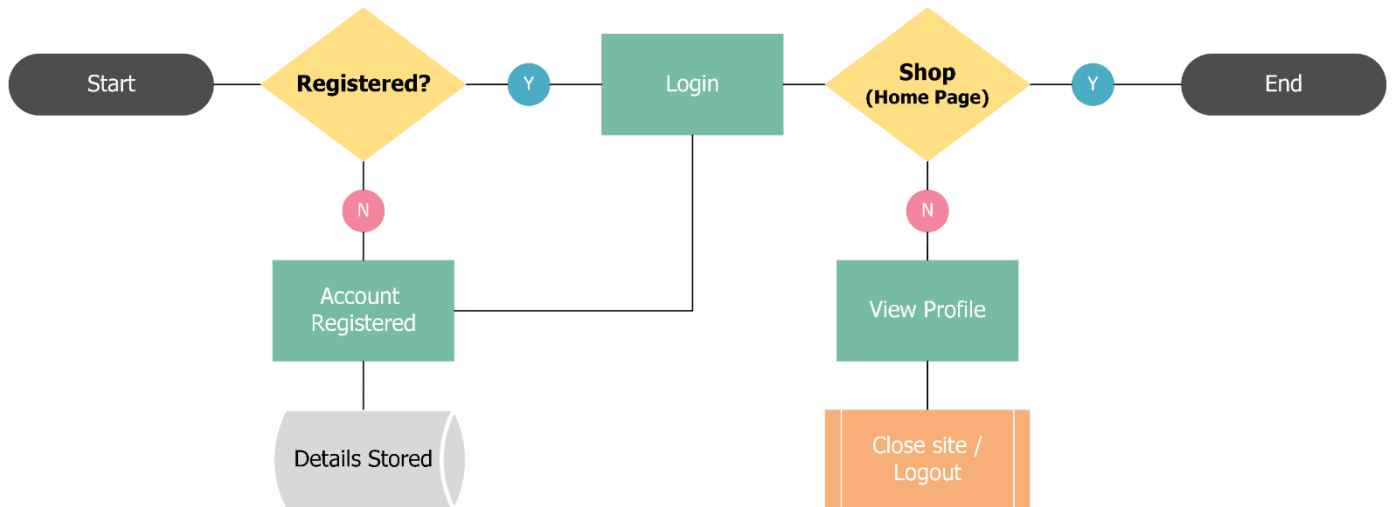 Start
Registered?
Y
Login
Shop
(Home Page)
Y
End
N
N
Account
Registered
View Profile
Details Stored
Close site /
Logout